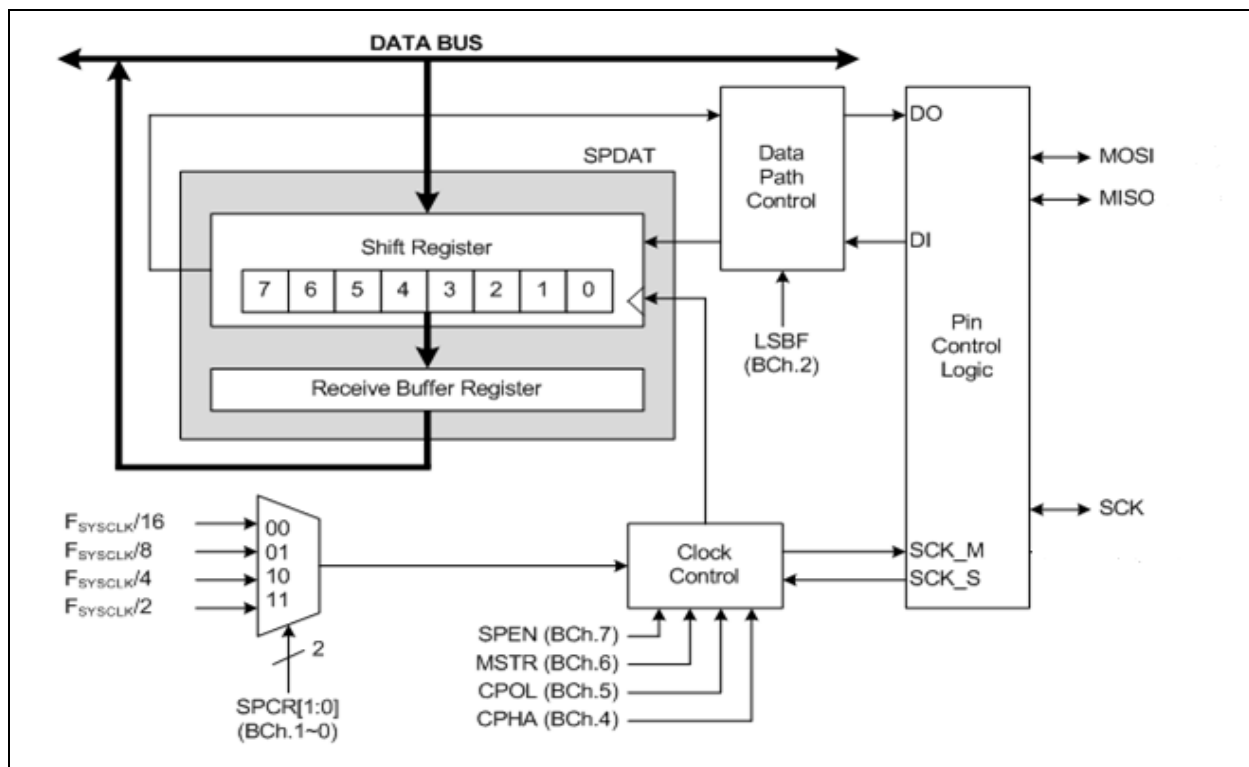 DATA BUS
SPDAT
Shift Register
7 6 5 4 3 2 1 0
Receive Buffer Register
Data
Path
Control
LSBF
(BCh.2)
DO
DI
Pin
Control
Logic
SCK_M
SCK_S
MOSI
MISO
SCK
FSYSCLK/16
FSYSCLK/8
FSYSCLK/4
FSYSCLK/2
00
01
10
11
2
SPCR[1:0]
(BCh.1~0)
Clock
Control
SPEN (BCh.7)
MSTR (BCh.6)
CPOL (BCh.5)
CPHA (BCh.4)